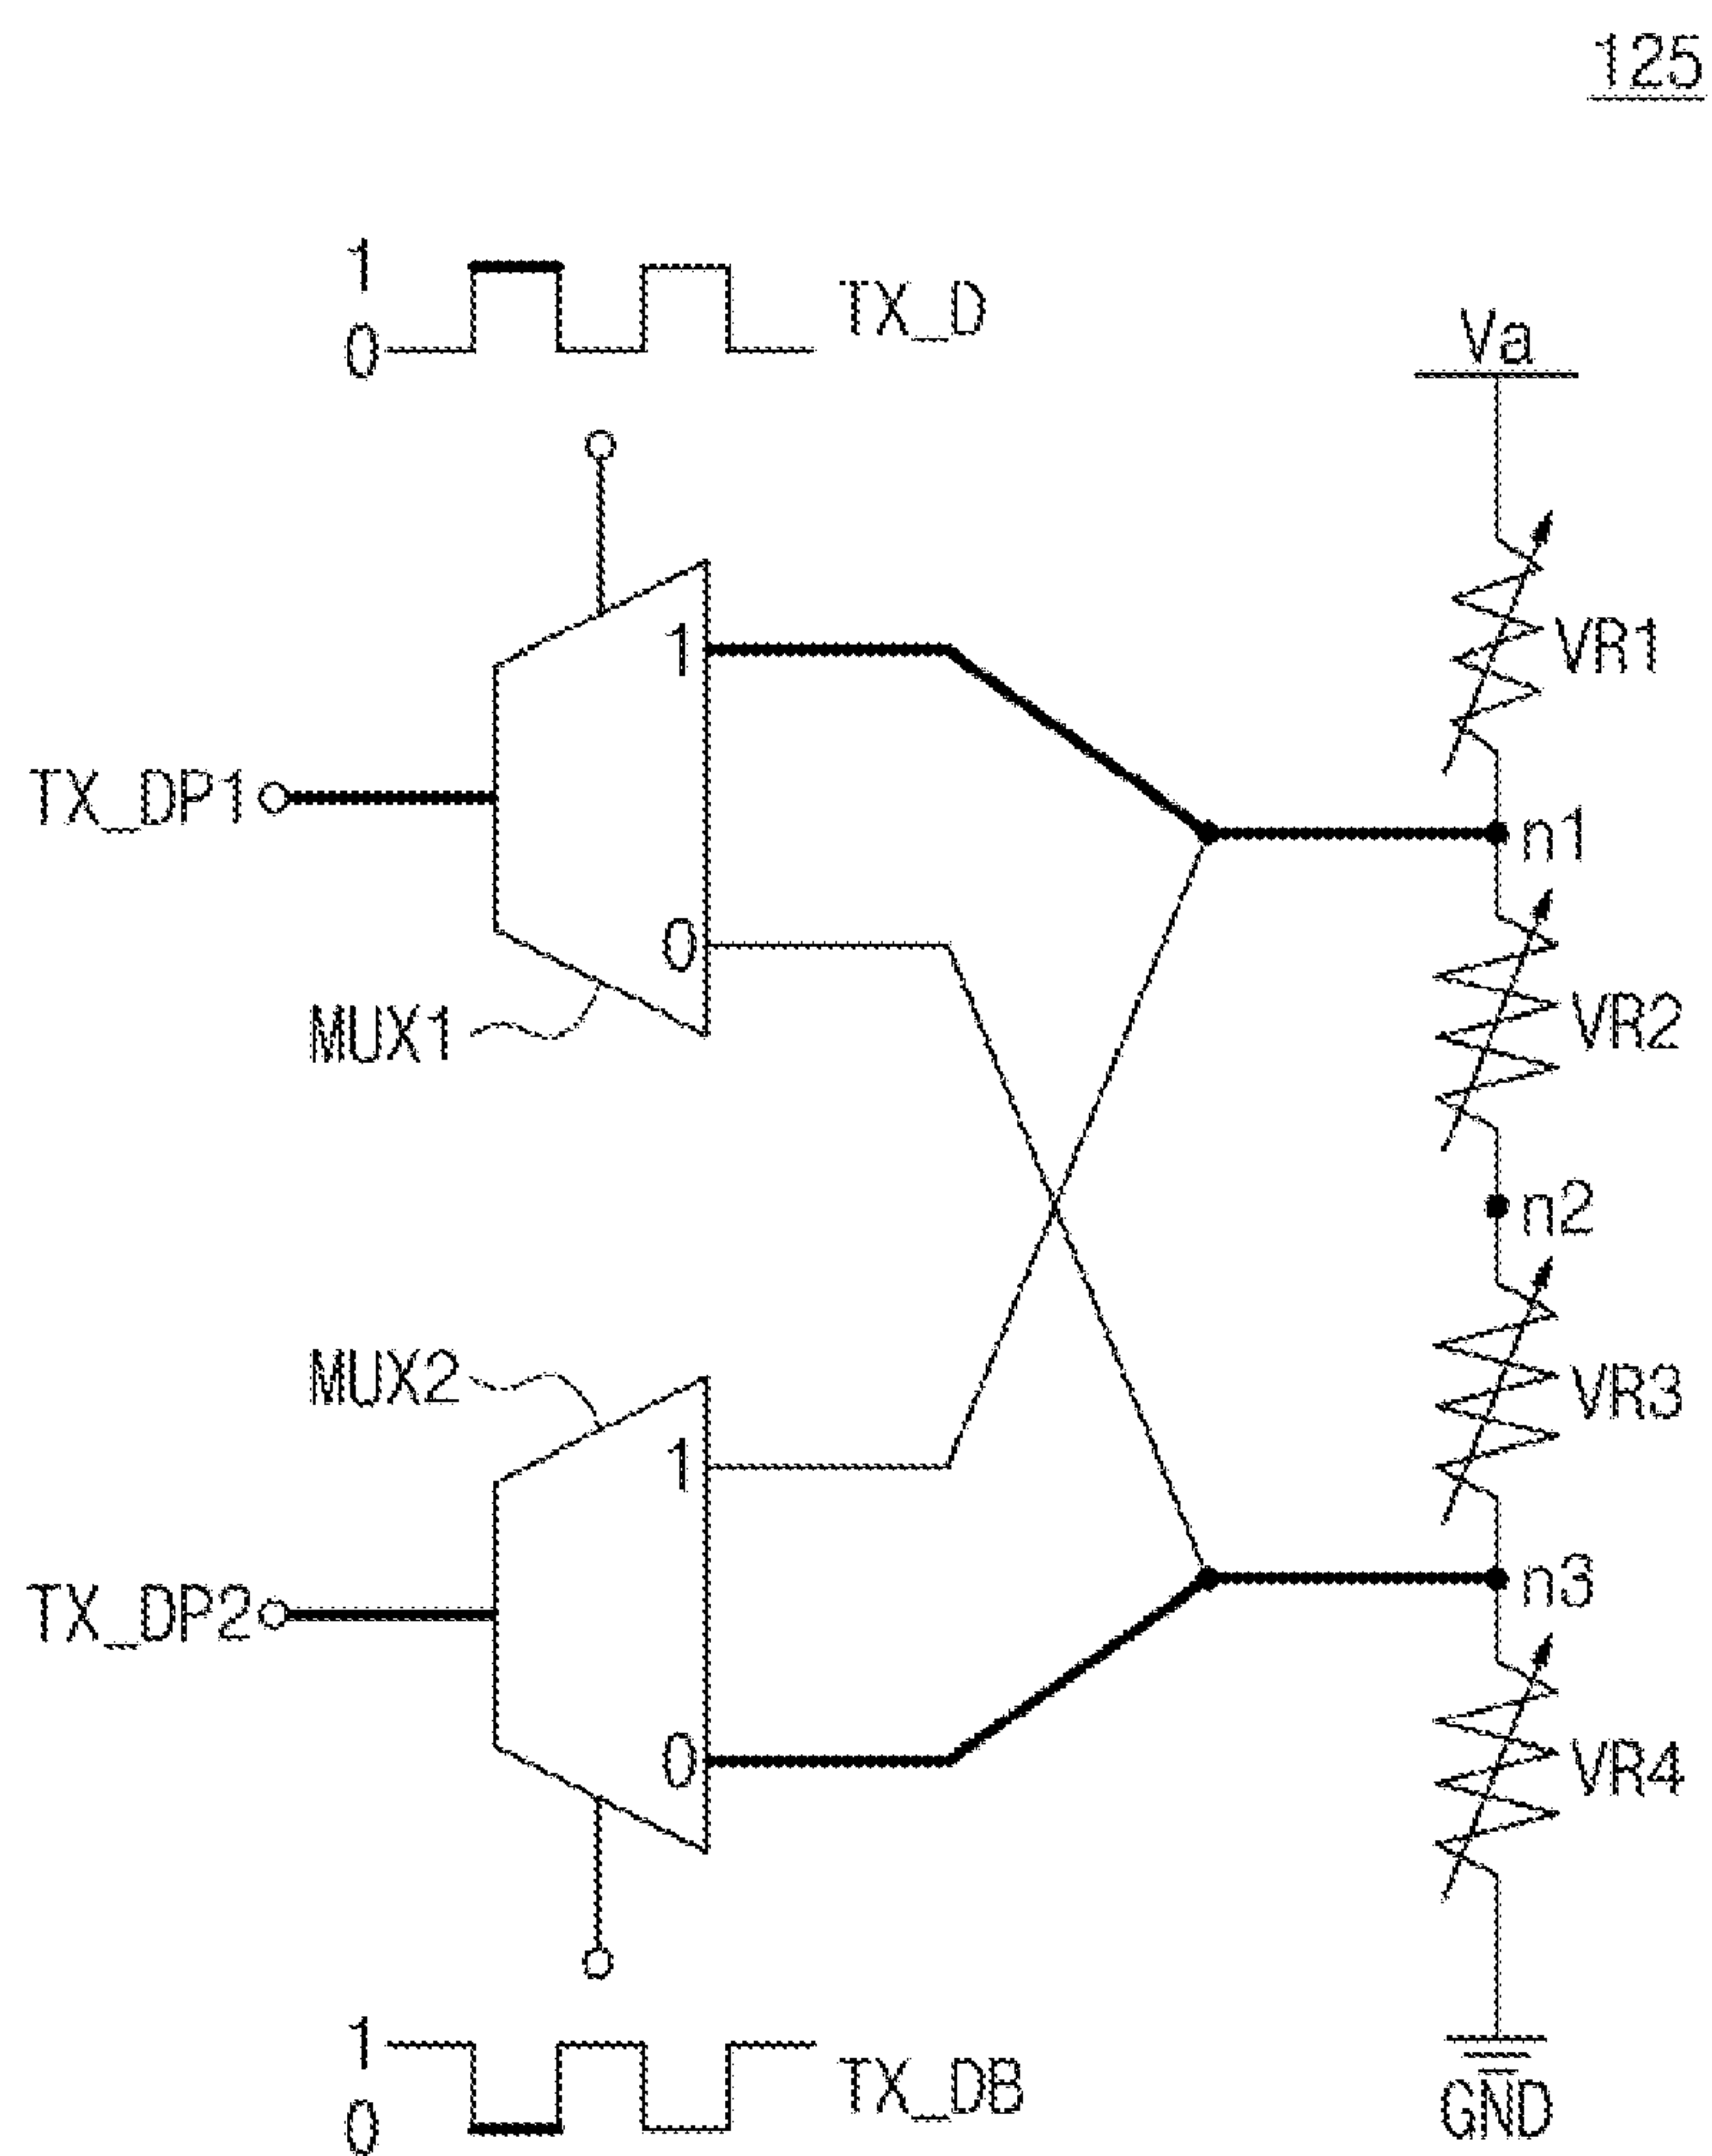 125
1
0
TX_D
Va
1
VR1
TX_DP1
n1
0
MUX1
VR2
n2
MUX2
VR3
1
TX_DP2
n3
0
VR4
1
0
TX_DB
GND